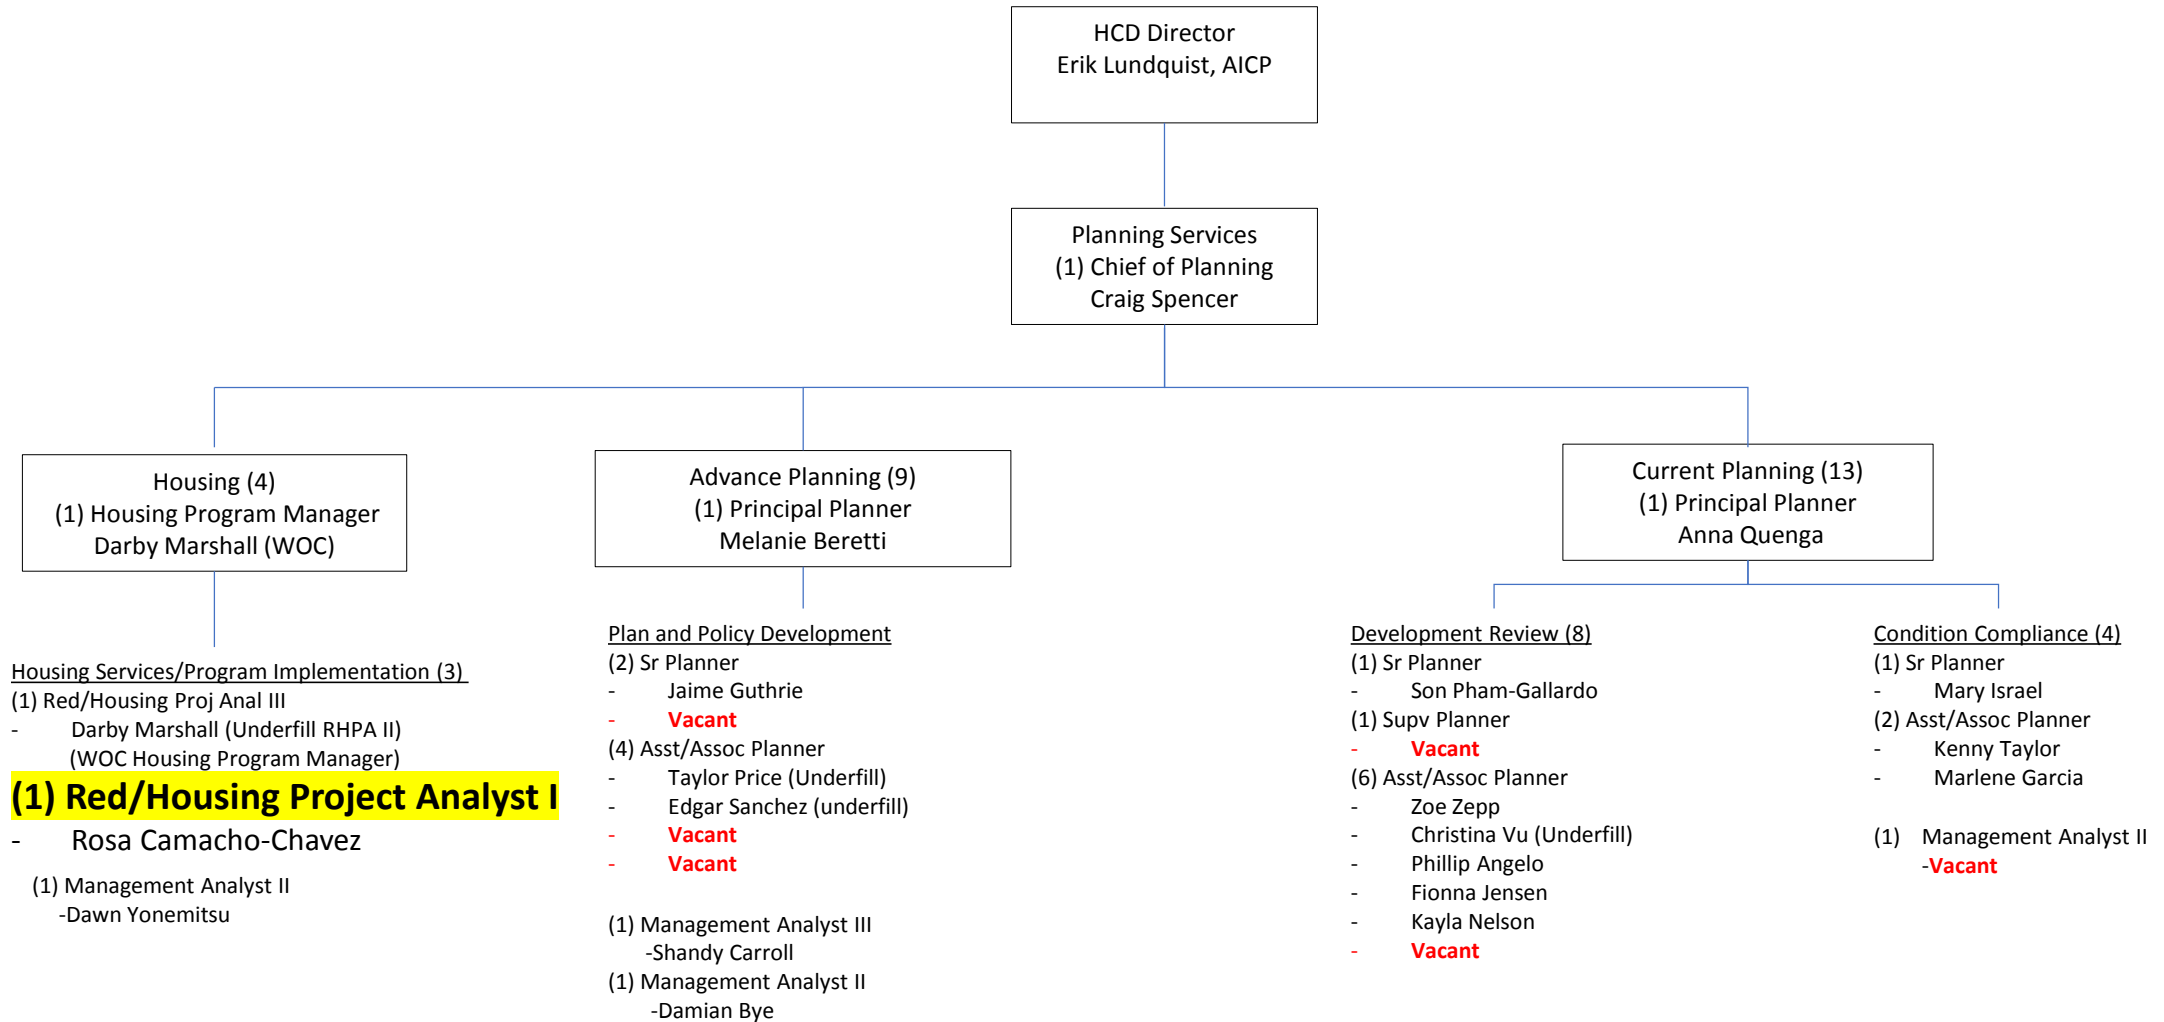 HCD Director
Erik Lundquist, AICP
Planning Services
(1) Chief of Planning
Craig Spencer
Housing (4)
(1) Housing Program Manager
Darby Marshall (WOC)
Advance Planning (9)
(1) Principal Planner
Melanie Beretti
Current Planning (13)
(1) Principal Planner
Anna Quenga
Housing Services/Program Implementation (3)
(1) Red/Housing Proj Anal III
- Darby Marshall (Underfill RHPA II)
(WOC Housing Program Manager)
(1) Red/Housing Project Analyst I
- Rosa Camacho-Chavez
(1) Management Analyst II
-Dawn Yonemitsu
Plan and Policy Development
(2) Sr Planner
- Jaime Guthrie
- Vacant
(4) Asst/Assoc Planner
- Taylor Price (Underfill)
- Edgar Sanchez (underfill)
- Vacant
- Vacant
(1) Management Analyst III
-Shandy Carroll
(1) Management Analyst II
-Damian Bye
Development Review (8)
(1) Sr Planner
- Son Pham-Gallardo
(1) Supv Planner
- Vacant
(6) Asst/Assoc Planner
- Zoe Zepp
- Christina Vu (Underfill)
- Phillip Angelo
- Fionna Jensen
- Kayla Nelson
- Vacant
Condition Compliance (4)
(1) Sr Planner
- Mary Israel
(2) Asst/Assoc Planner
- Kenny Taylor
- Marlene Garcia
(1) Management Analyst II
-Vacant